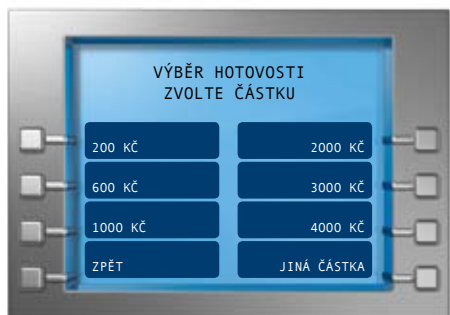 VÝBĚR HOTOVOSTI
ZVOLTE ČÁSTKU
200 KČ
2000 KČ
600 KČ
3000 KČ
1000 KČ
4000 KČ
ZPĚT
JINÁ ČÁSTKA